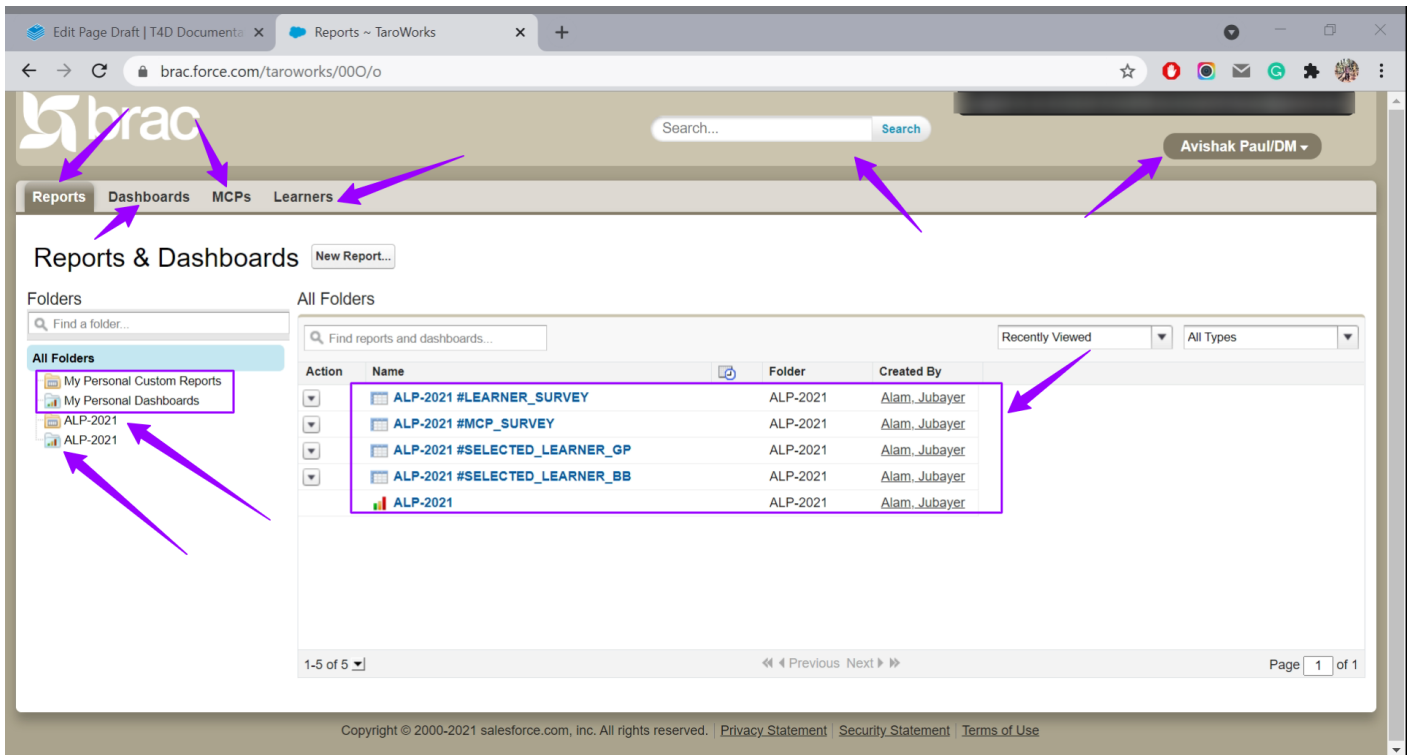 Edit Page Draft | T4D Documenta
Reports ~ TaroWorks
brac.force.com/taroworks/00O/o
brac
Search... Search
Avishak Paul/DM
Reports Dashboards MCPs Learners
Reports & Dashboards New Report...
Folders
Find a folder...
All Folders
My Personal Custom Reports
My Personal Dashboards
ALP-2021
ALP-2021
All Folders
Find reports and dashboards... Recently Viewed All Types
Action Name Folder Created By
ALP-2021 #LEARNER_SURVEY ALP-2021 Alam, Jubayer
ALP-2021 #MCP_SURVEY ALP-2021 Alam, Jubayer
ALP-2021 #SELECTED_LEARNER_GP ALP-2021 Alam, Jubayer
ALP-2021 #SELECTED_LEARNER_BB ALP-2021 Alam, Jubayer
ALP-2021 ALP-2021 Alam, Jubayer
1-5 of 5 Previous Next Page 1 of 1
Copyright © 2000-2021 salesforce.com, inc. All rights reserved. | Privacy Statement | Security Statement | Terms of Use